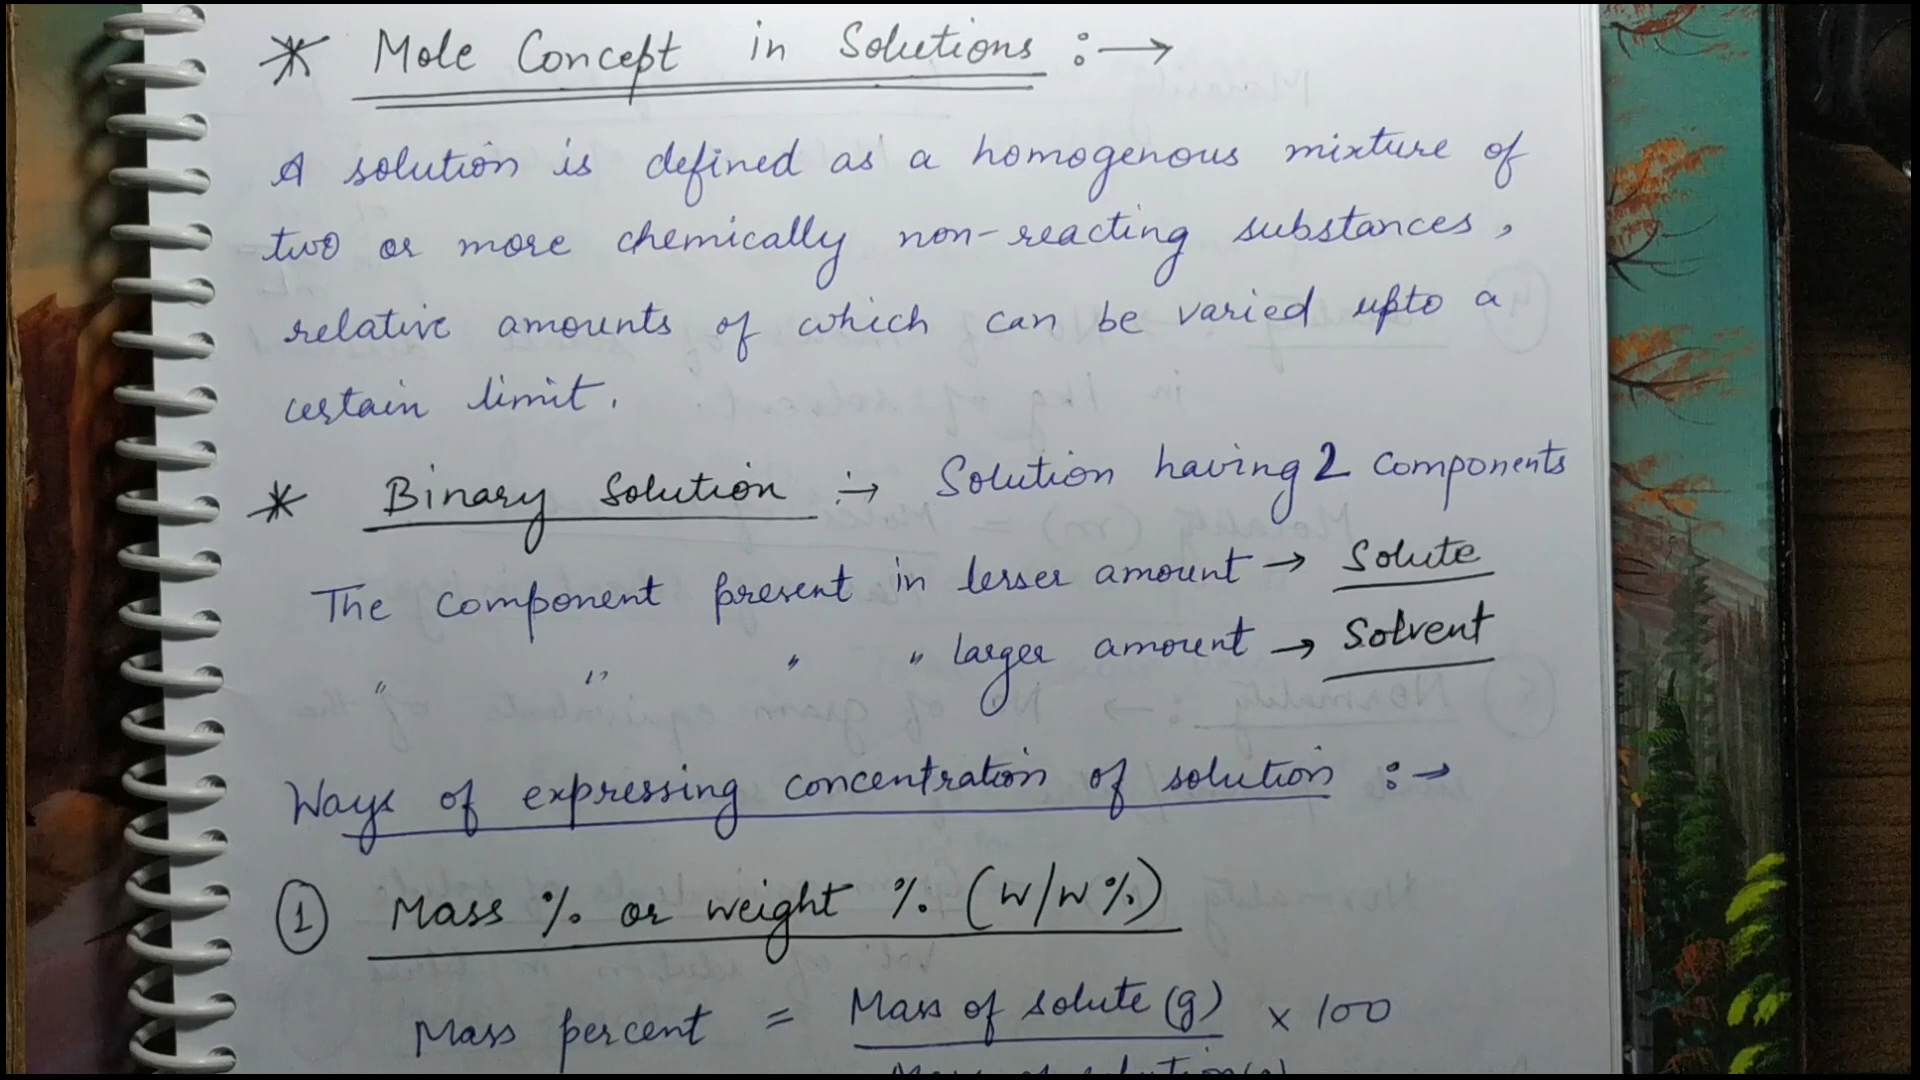 * Mole Concept in Solutions :→
A solution is defined as a homogenous mixture of
two or more chemically non-reacting substances,
relative amounts of which can be varied upto a
certain limit.
* Binary Solution :→ Solution having 2 components
The component present in lesser amount → Solute
" " " " larger amount → Solvent
Ways of expressing concentration of solution :→
① Mass % or weight % (W/W%)
Mass percent = Mass of solute (g) × 100
Mass of solution (g)